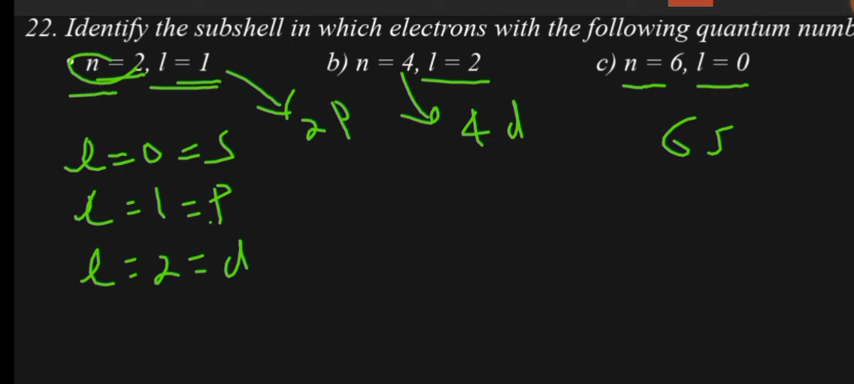 22. Identify the subshell in which electrons with the following quantum numb
n = 2, l = 1 b) n = 4, l = 2 c) n = 6, l = 0
2p 4 d 6s
l = 0 = s
l = 1 = p
l = 2 = d